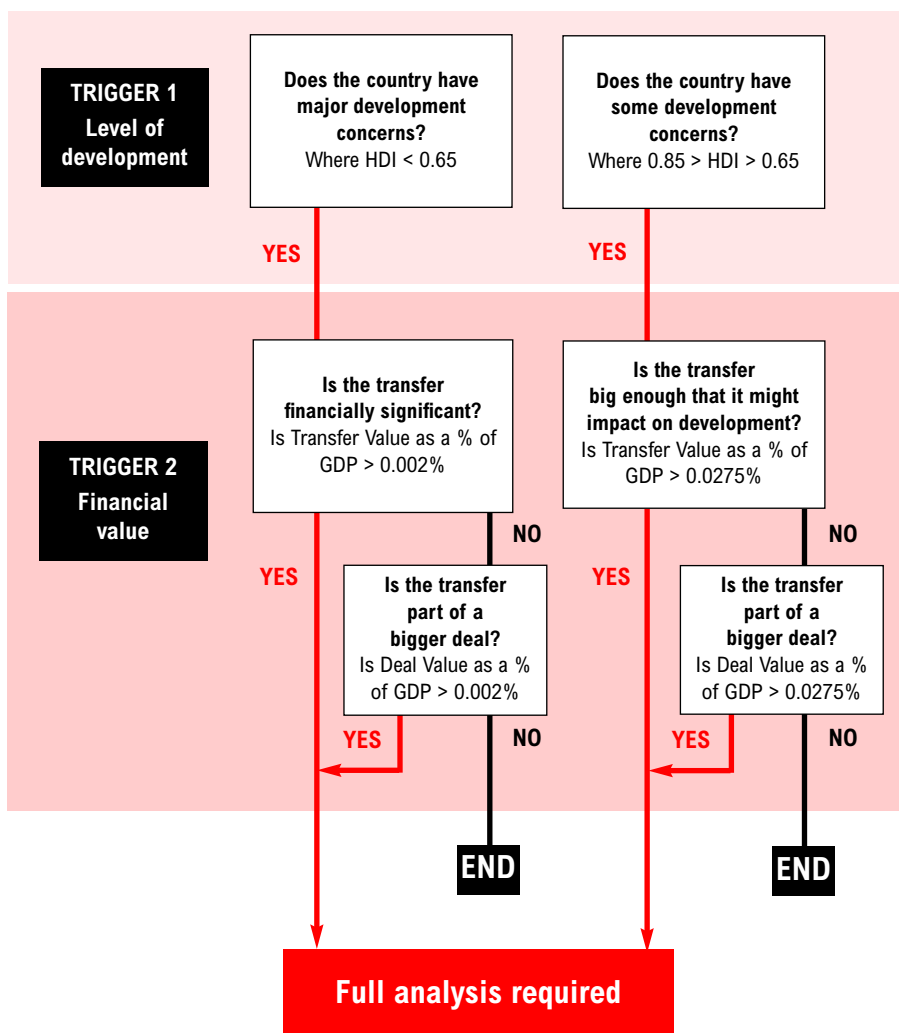 TRIGGER 1
Level of
development
Does the country have
major development
concerns?
Where HDI < 0.65
Does the country have
some development
concerns?
Where 0.85 > HDI > 0.65
YES
YES
TRIGGER 2
Financial
value
Is the transfer
financially significant?
Is Transfer Value as a % of
GDP > 0.002%
Is the transfer
big enough that it might
impact on development?
Is Transfer Value as a % of
GDP > 0.0275%
YES
NO
YES
NO
Is the transfer
part of a
bigger deal?
Is Deal Value as a %
of GDP > 0.002%
Is the transfer
part of a
bigger deal?
Is Deal Value as a %
of GDP > 0.0275%
YES
NO
YES
NO
END
END
Full analysis required